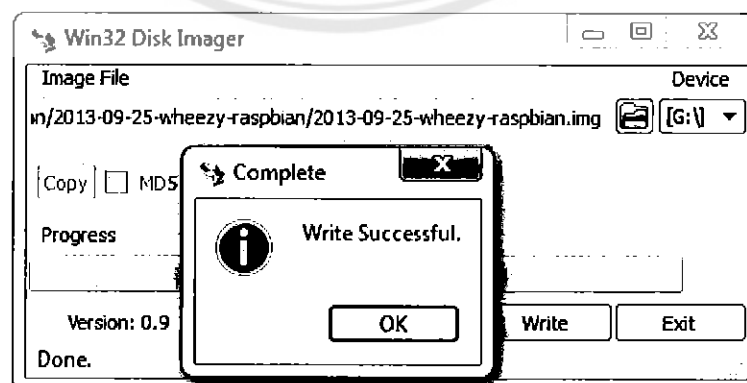 Win32 Disk Imager
Image File Device
n/2013-09-25-wheezy-raspbian/2013-09-25-wheezy-raspbian.img [G:\]
Copy MD5
Complete
Write Successful.
Progress
OK
Version: 0.9 Write Exit
Done.